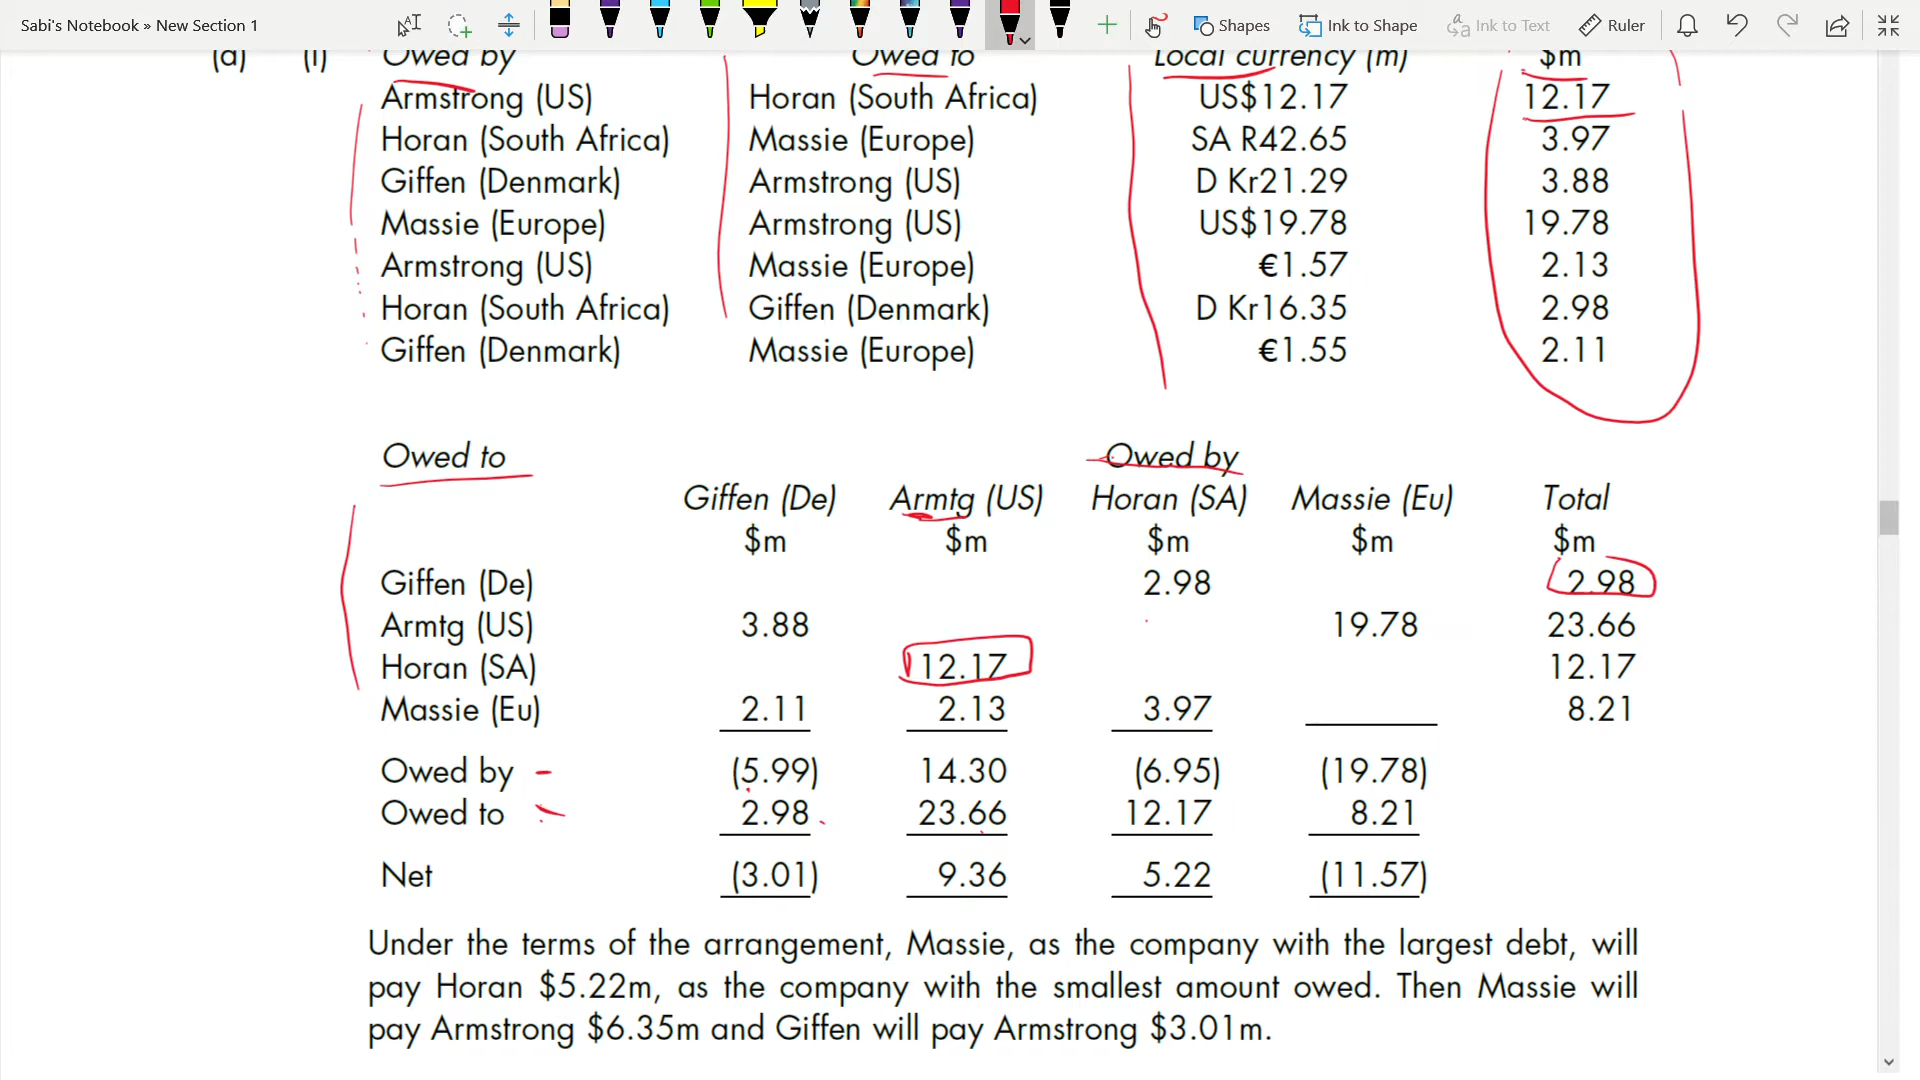 Sabi's Notebook » New Section 1
Shapes
Ink to Shape
Ink to Text
Ruler
(a) (i) Owed by Owed to Local currency (m) $m
Armstrong (US) Horan (South Africa) US$12.17 12.17
Horan (South Africa) Massie (Europe) SA R42.65 3.97
Giffen (Denmark) Armstrong (US) D Kr21.29 3.88
Massie (Europe) Armstrong (US) US$19.78 19.78
Armstrong (US) Massie (Europe) €1.57 2.13
Horan (South Africa) Giffen (Denmark) D Kr16.35 2.98
Giffen (Denmark) Massie (Europe) €1.55 2.11
Owed to Owed by
Giffen (De) Armtg (US) Horan (SA) Massie (Eu) Total
$m $m $m $m $m
Giffen (De) 2.98 2.98
Armtg (US) 3.88 19.78 23.66
Horan (SA) 12.17 12.17
Massie (Eu) 2.11 2.13 3.97 8.21
Owed by (5.99) 14.30 (6.95) (19.78)
Owed to 2.98 23.66 12.17 8.21
Net (3.01) 9.36 5.22 (11.57)
Under the terms of the arrangement, Massie, as the company with the largest debt, will
pay Horan $5.22m, as the company with the smallest amount owed. Then Massie will
pay Armstrong $6.35m and Giffen will pay Armstrong $3.01m.